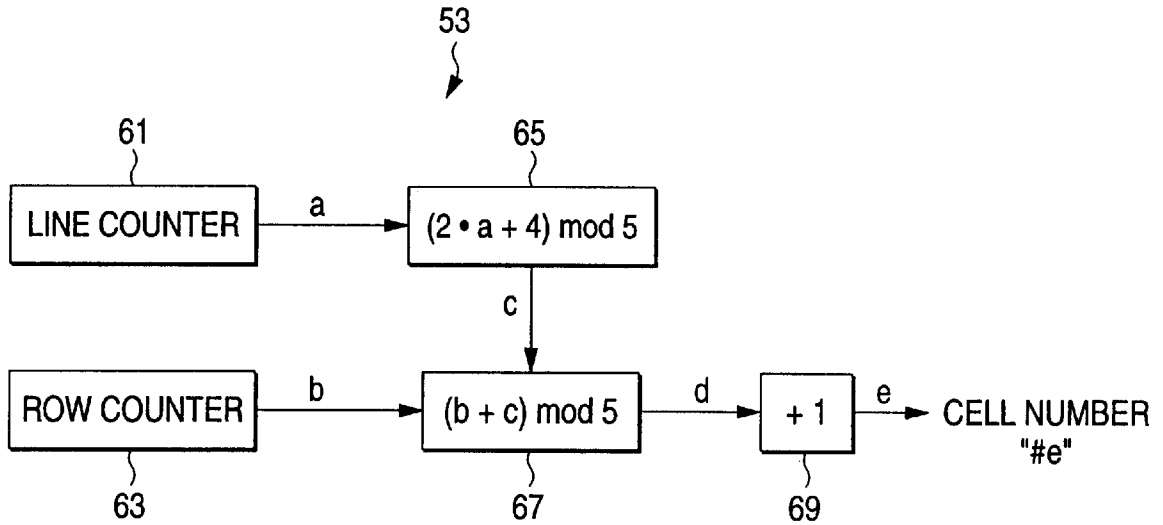 53
61
65
LINE COUNTER
a
(2 • a + 4) mod 5
c
ROW COUNTER
b
(b + c) mod 5
d
+ 1
e
CELL NUMBER
"#e"
63
67
69